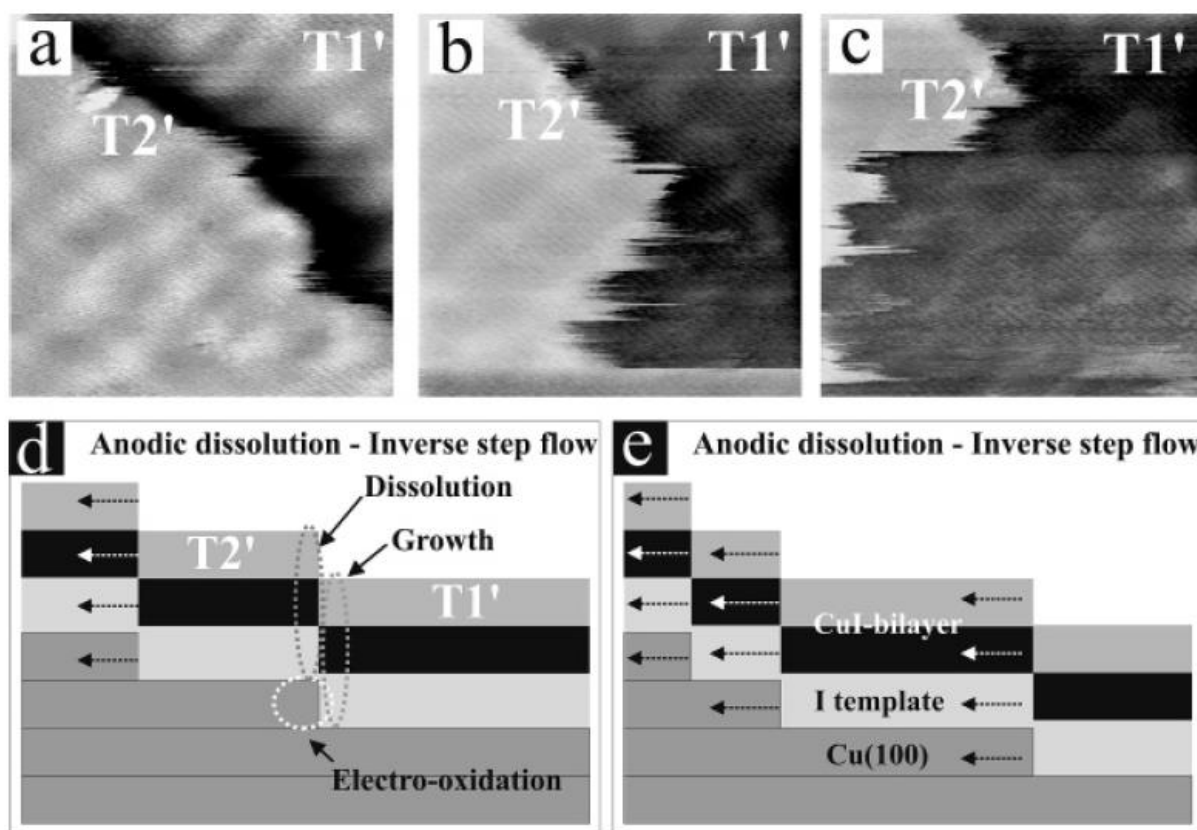 a
T1'
T2'
b
T1'
T2'
c
T1'
T2'
d
Anodic dissolution - Inverse step flow
Dissolution
Growth
T2'
T1'
Electro-oxidation
e
Anodic dissolution - Inverse step flow
CuI-bilayer
I template
Cu(100)